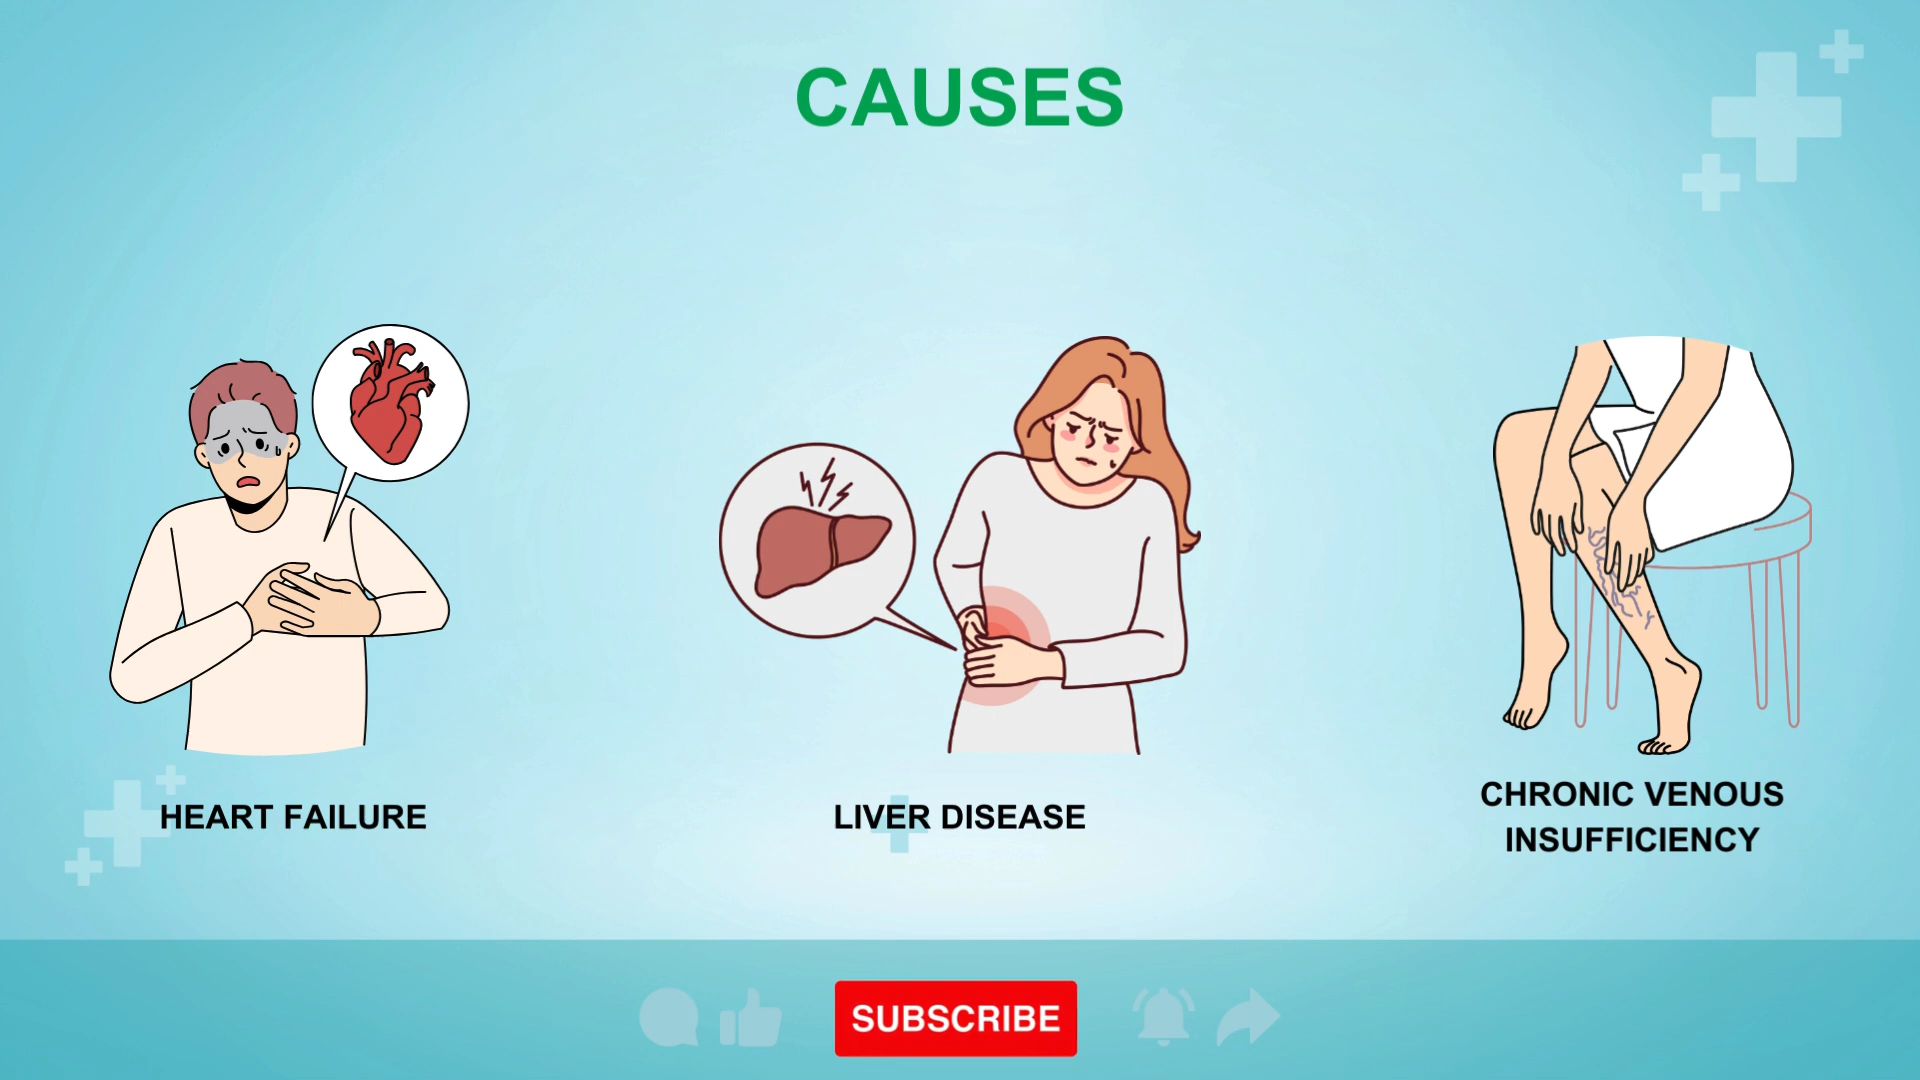 CAUSES
HEART FAILURE
LIVER DISEASE
CHRONIC VENOUS
INSUFFICIENCY
SUBSCRIBE